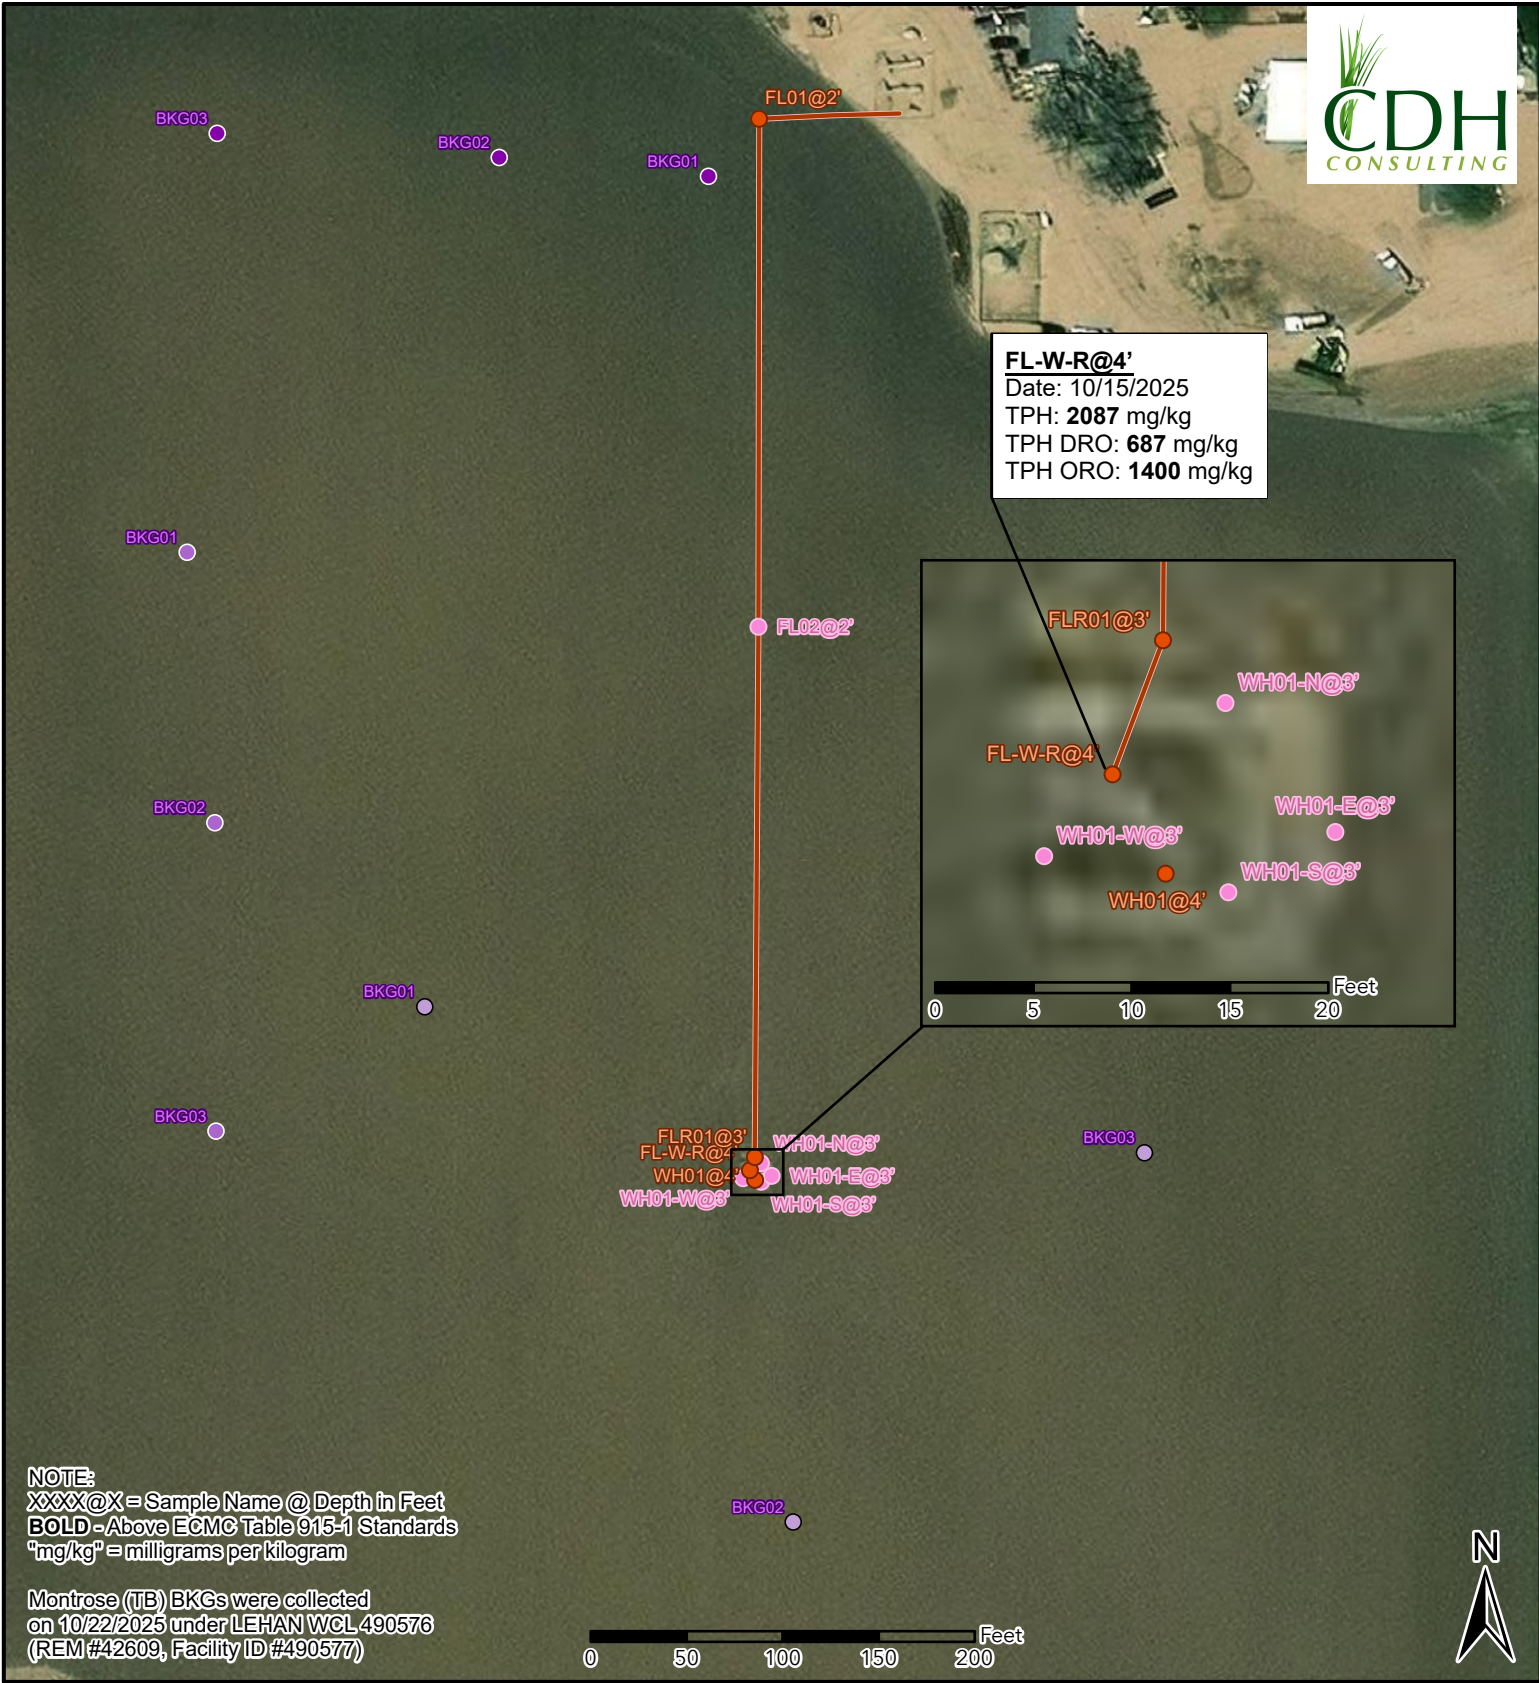 CDH
CONSULTING
FL01@2'
BKG03
BKG02
BKG01
FL-W-R@4’
Date: 10/15/2025
TPH: 2087 mg/kg
TPH DRO: 687 mg/kg
TPH ORO: 1400 mg/kg
BKG01
FL02@2'
FLR01@3'
WH01-N@3'
FL-W-R@4'
WH01-E@3'
WH01-W@3'
WH01-S@3'
WH01@4'
Feet
0 5 10 15 20
BKG02
BKG01
BKG03
FLR01@3'
WH01-N@3'
BKG03
FL-W-R@4'
WH01@4'
WH01-E@3'
WH01-W@3'
WH01-S@3'
BKG02
NOTE:
XXXX@X = Sample Name @ Depth in Feet
BOLD - Above ECMC Table 915-1 Standards
"mg/kg" = milligrams per kilogram
Montrose (TB) BKGs were collected
on 10/22/2025 under LEHAN WCL 490576
(REM #42609, Facility ID #490577)
Feet
0 50 100 150 200
N